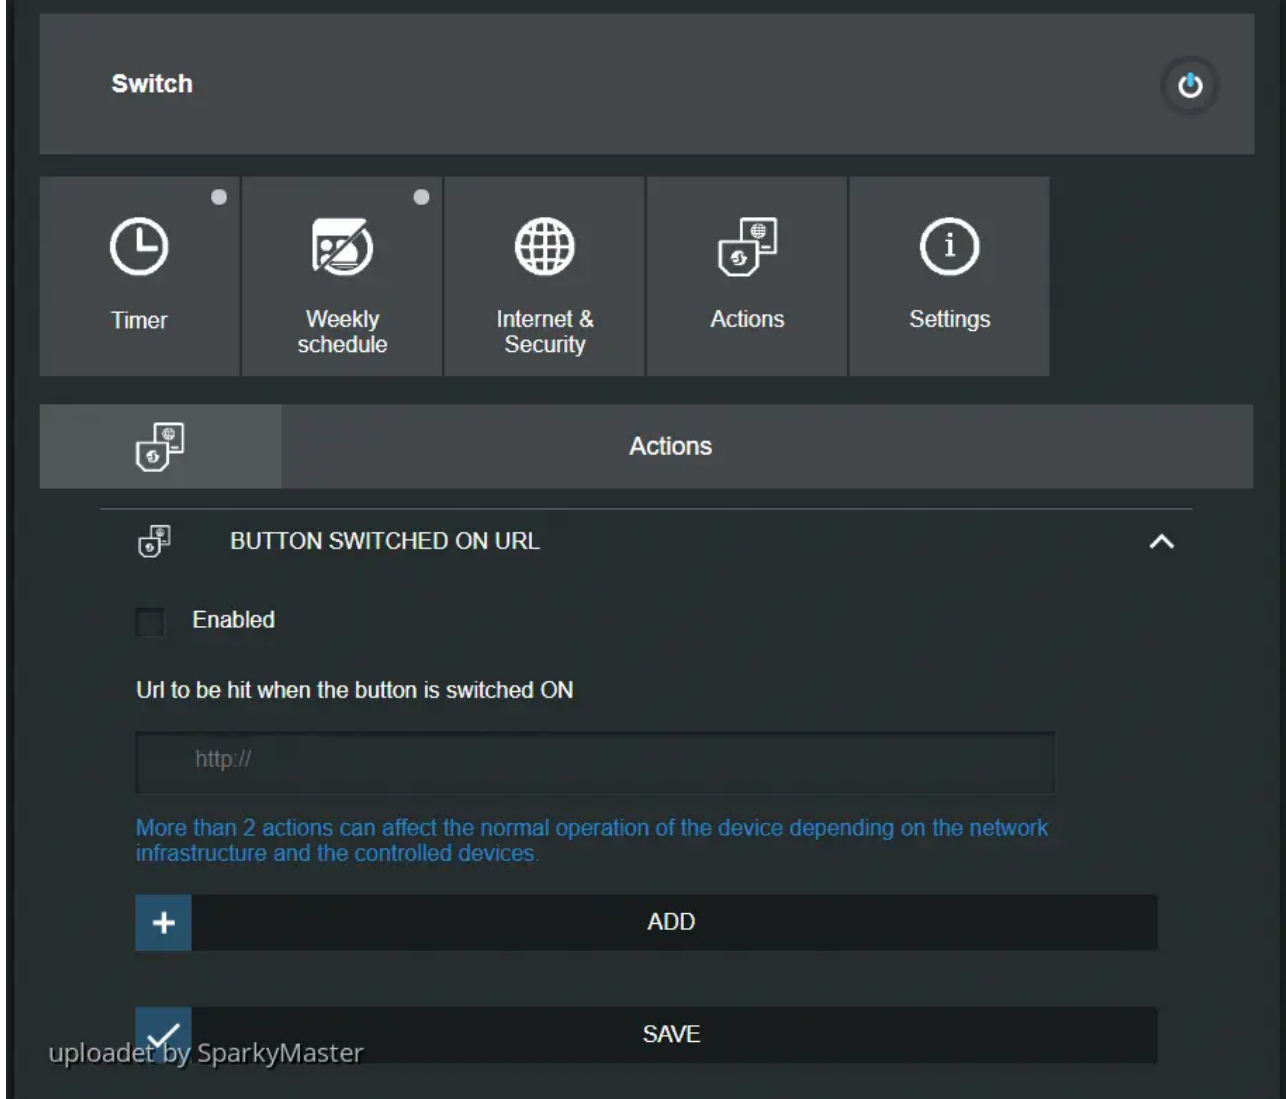 Switch
Timer
Weekly
schedule
Internet &
Security
Actions
i
Settings
Actions
BUTTON SWITCHED ON URL
Enabled
Url to be hit when the button is switched ON
http://
More than 2 actions can affect the normal operation of the device depending on the network
infrastructure and the controlled devices.
ADD
SAVE
uploadet by SparkyMaster